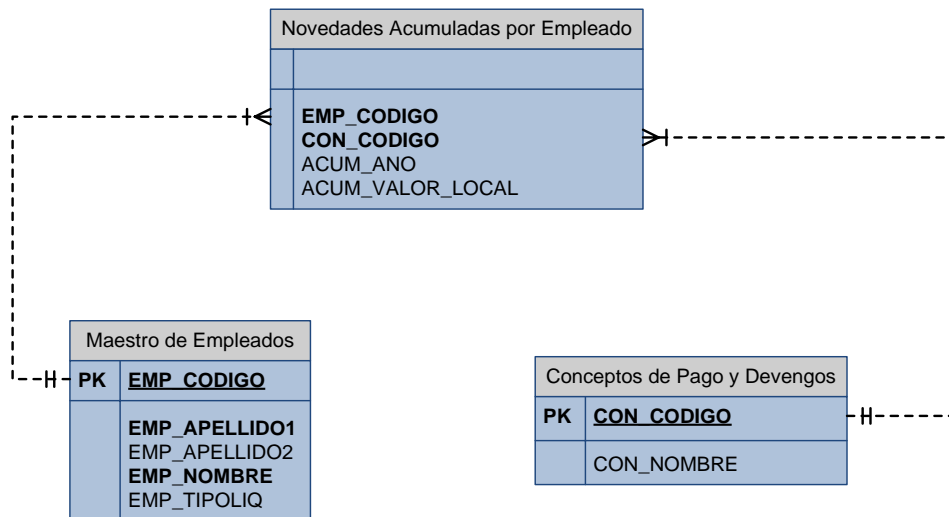 Novedades Acumuladas por Empleado
EMP_CODIGO
CON_CODIGO
ACUM_ANO
ACUM_VALOR_LOCAL
Maestro de Empleados
PK EMP_CODIGO
EMP_APELLIDO1
EMP_APELLIDO2
EMP_NOMBRE
EMP_TIPOLIQ
Conceptos de Pago y Devengos
PK CON_CODIGO
CON_NOMBRE